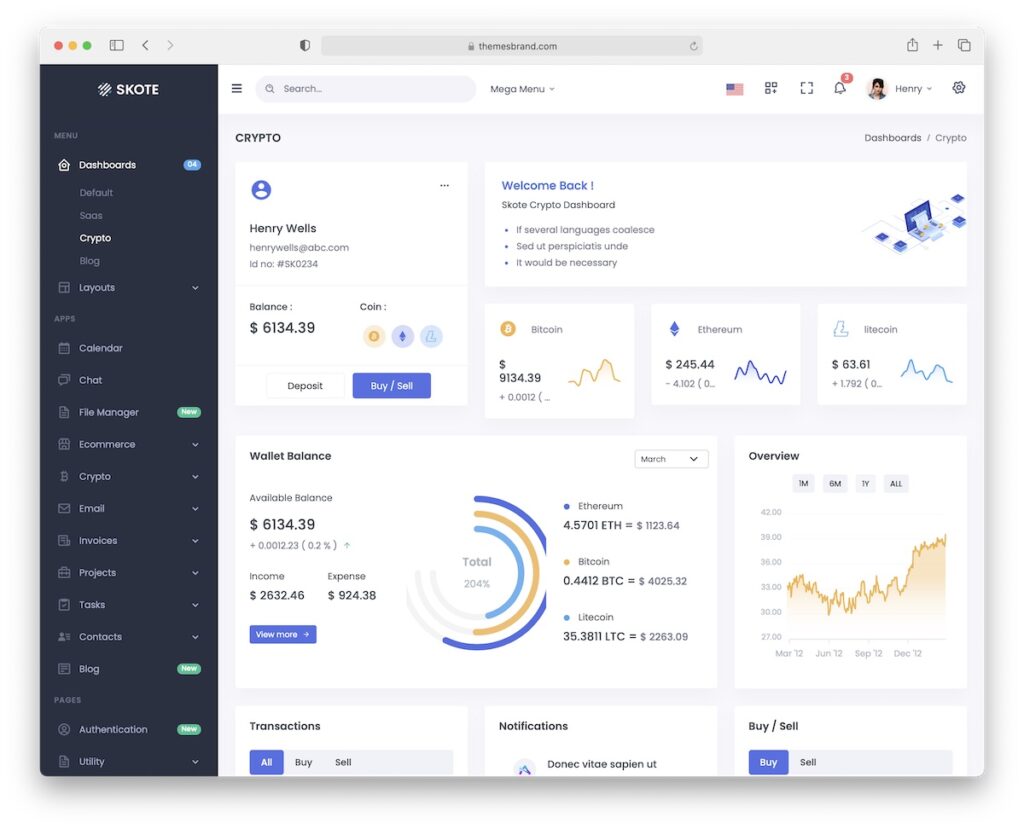 themesbrand.com
SKOTE
Search...
Mega Menu
3
Henry
MENU
Dashboards 04
Default
Saas
Crypto
Blog
Layouts
APPS
Calendar
Chat
File Manager New
Ecommerce
Crypto
Email
Invoices
Projects
Tasks
Contacts
Blog New
PAGES
Authentication New
Utility
CRYPTO
Dashboards / Crypto
...
Henry Wells
henrywells@abc.com
Id no: #SK0234
Balance :
$ 6134.39
Coin :
Deposit
Buy / Sell
Welcome Back !
Skote Crypto Dashboard
• If several languages coalesce
• Sed ut perspiciatis unde
• It would be necessary
Bitcoin
$
9134.39
+ 0.0012 ( ...
Ethereum
$ 245.44
- 4.102 ( 0...
litecoin
$ 63.61
+ 1.792 ( 0...
Wallet Balance
March
Available Balance
$ 6134.39
+ 0.0012.23 ( 0.2 % ) ↑
Income
$ 2632.46
Expense
$ 924.38
View more →
Total
204%
Ethereum
4.5701 ETH = $ 1123.64
Bitcoin
0.4412 BTC = $ 4025.32
Litecoin
35.3811 LTC = $ 2263.09
Overview
1M 6M 1Y ALL
42.00
39.00
36.00
33.00
30.00
27.00
Mar '12 Jun '12 Sep '12 Dec '12
Transactions
All Buy Sell
Notifications
Donec vitae sapien ut
Buy / Sell
Buy Sell